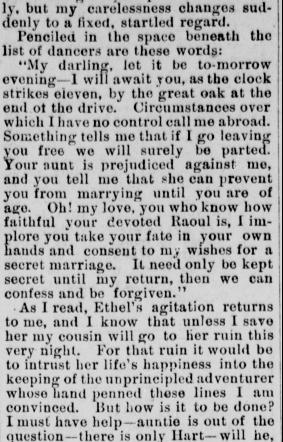 ly, but my carelessness changes sud-
denly to a fixed, startled regard.
Penciled in the space beneath the
list of dancers are these words:
"My darling, let it be to-morrow
evening—I will await you, as the clock
strikes eleven, by the great oak at the
end of the drive. Circumstances over
which I have no control call me abroad.
Something tells me that if I go leaving
you free we will surely be parted.
Your aunt is prejudiced against me,
and you tell me that she can prevent
you from marrying until you are of
age. Oh! my love, you who know how
faithful your devoted Raoul is, I im-
plore you take your fate in your own
hands and consent to my wishes for a
secret marriage. It need only be kept
secret until my return, then we can
confess and be forgiven."
As I read, Ethel's agitation returns
to me, and I know that unless I save
her my cousin will go to her ruin this
very night. For that ruin it would be
to intrust her life's happiness into the
keeping of the unprincipled adventurer
whose hand penned those lines I am
convinced. But how is it to be done?
I must have help—auntie is out of the
question—there is only Hart—will he,